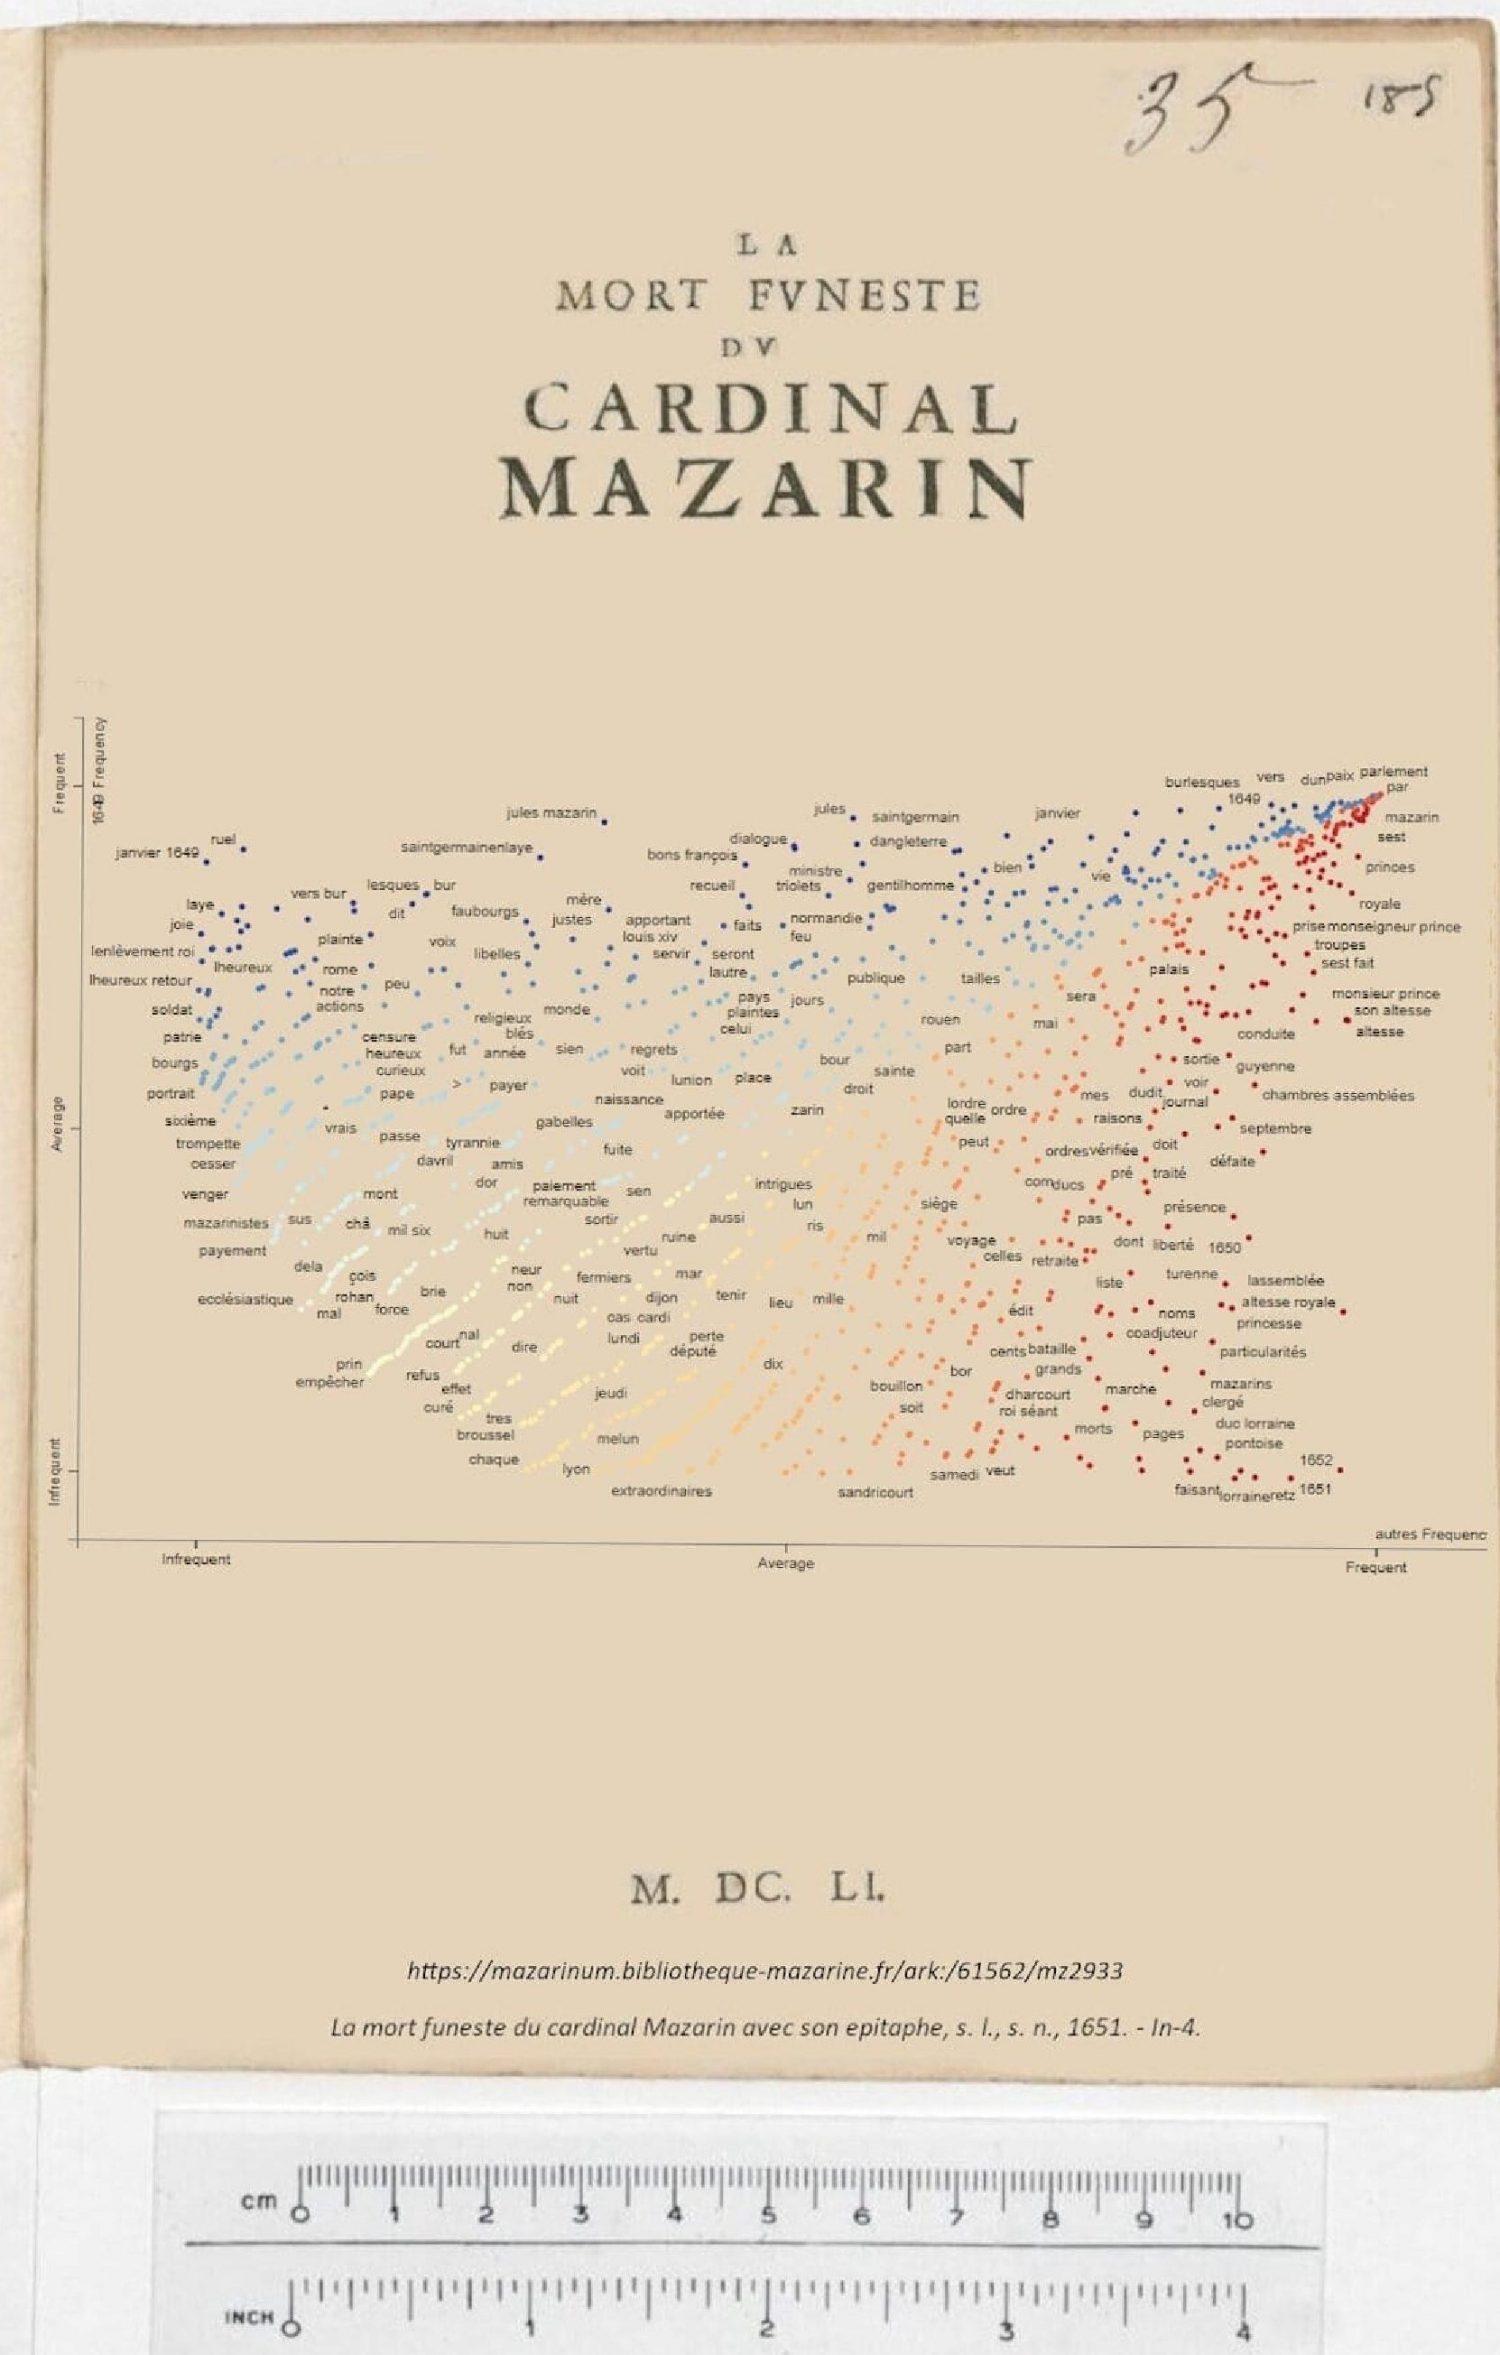 35 185
LA
MORT FVNESTE
DV
CARDINAL
MAZARIN
Frequent
1649 Frequency
Average
Infrequent
burlesques vers dun paix parlement
1649 par
jules mazarin jules saintgermain janvier mazarin
ruel dialogue dangleterre sest
janvier 1649 saintgermainenlaye bons françois
ministre bien princes
vers bur lesques bur recueil triolets gentilhomme vie
laye dit faubourgs mère royale
joie justes apportant faits normandie
plainte voix louis xiv feu prise monseigneur prince
lenlèvement roi libelles servir seront troupes
lheureux rome lautre palais sest fait
lheureux retour notre peu publique tailles
actions pays jours sera monsieur prince
soldat religieux monde plaintes rouen mai son altesse
patrie censure blés celui conduite altesse
heureux fut année sien regrets part
bourgs curieux voit bour sainte sortie guyenne
portrait pape > payer lunion place droit mes dudit voir chambres assemblées
naissance lordre ordre journal
sixième gabelles apportée zarin quelle raisons
trompette vrais passe tyrannie peut septembre
cesser davril amis fuite ordres vérifiée doit défaite
venger mont dor paiement sen intrigues com ducs pré traité
remarquable lun siège présence
mazarinistes sus châ mil six sortir aussi ris pas
payement huit ruine mil voyage dont liberté 1650
dela vertu celles retraite
çois neur fermiers mar liste turenne lassemblée
ecclésiastique rohan brie non nuit dijon tenir lieu mille altesse royale
mal force cas cardi édit noms princesse
court nal dire lundi perte coadjuteur
député cents bataille particularités
prin dix grands
empêcher refus bor
effet jeudi bouillon dharcourt marche mazarins
curé soit roi séant clergé
tres duc lorraine
broussel melun morts pages pontoise
chaque lyon samedi veut 1652
extraordinaires sandricourt faisant lorraine retz 1651
autres Frequenc
Infrequent Average Frequent
M. DC. LI.
https://mazarinum.bibliotheque-mazarine.fr/ark:/61562/mz2933
La mort funeste du cardinal Mazarin avec son epitaphe, s. l., s. n., 1651. - In-4.
cm 0 1 2 3 4 5 6 7 8 9 10
INCH 0 1 2 3 4